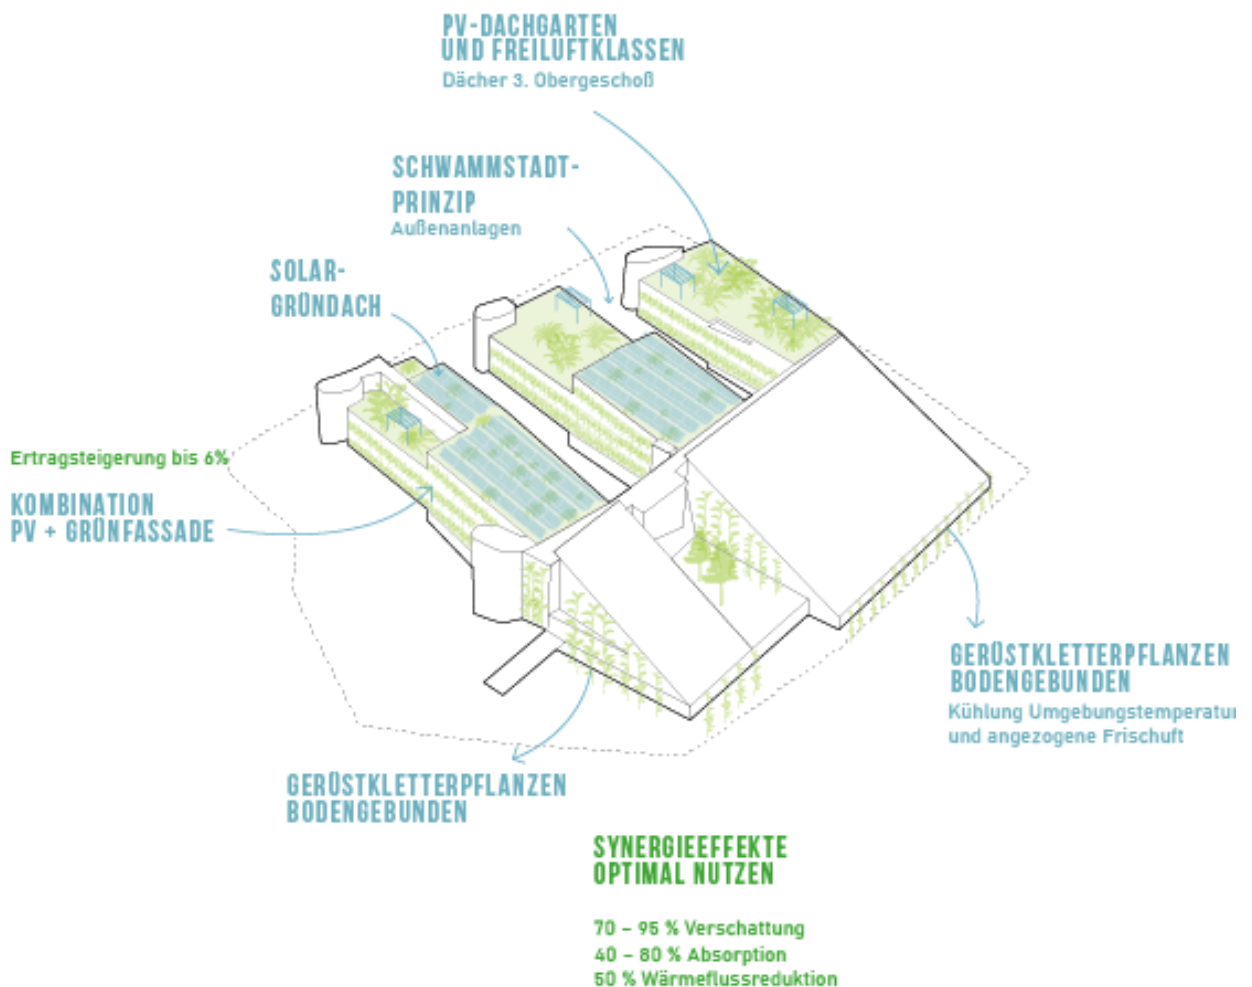 PV-DACHGARTEN
UND FREILUFTKLASSEN
Dächer 3. Obergeschoß
SCHWAMMSTADT-
PRINZIP
Außenanlagen
SOLAR-
GRÜNDACH
Ertragsteigerung bis 6%
KOMBINATION
PV + GRÜNFASSADE
GERÜSTKLETTERPFLANZEN
BODENGEBUNDEN
Kühlung Umgebungstemperatur
und angezogene Frischuft
GERÜSTKLETTERPFLANZEN
BODENGEBUNDEN
SYNERGIEEFFEKTE
OPTIMAL NUTZEN
70 – 95 % Verschattung
40 – 80 % Absorption
50 % Wärmeflussreduktion